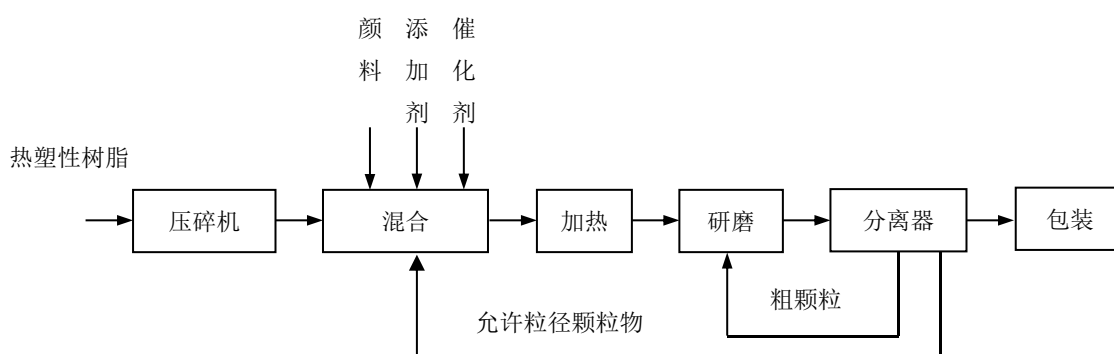 颜料
添加剂
催化剂
热塑性树脂
压碎机
混合
加热
研磨
分离器
包装
粗颗粒
允许粒径颗粒物